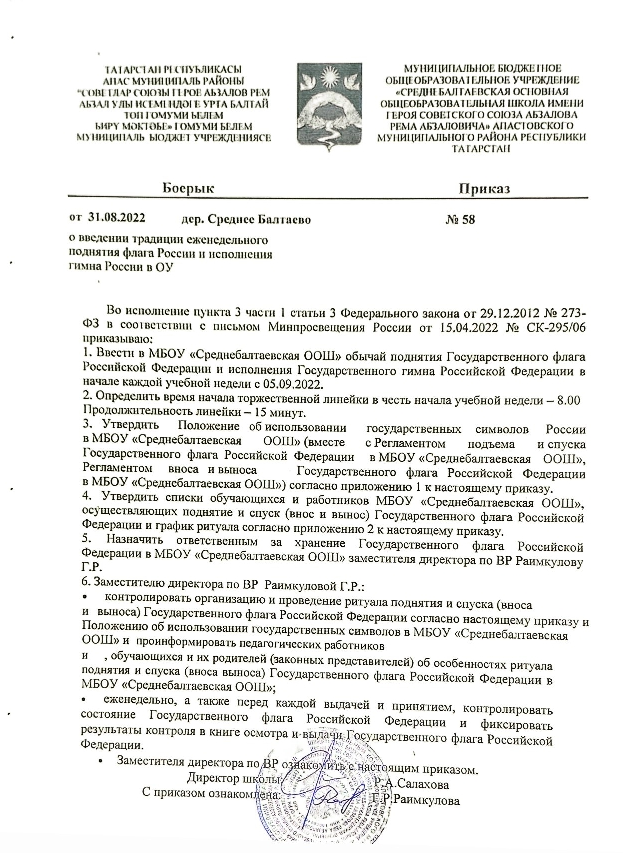 ТАТАРСТАН РЕСПУБЛИКАСЫ
АПАС МУНИЦИПАЛЬ РАЙОНЫ
"СОВЕТЛАР СОЮЗЫ ГЕРОЕ АБЗАЛОВ РЕМ
АБЗАЛ УЛЫ ИСЕМЕНДӘГЕ УРТА БАЛТАЙ
ТӨП ГОМУМИ БЕЛЕМ
БИРҮ МӘКТӘБЕ» ГОМУМИ БЕЛЕМ
МУНИЦИПАЛЬ БЮДЖЕТ УЧРЕЖДЕНИЯСЕ
МУНИЦИПАЛЬНОЕ БЮДЖЕТНОЕ
ОБЩЕОБРАЗОВАТЕЛЬНОЕ УЧРЕЖДЕНИЕ
«СРЕДНЕ БАЛТАЕВСКАЯ ОСНОВНАЯ
ОБЩЕОБРАЗОВАТЕЛЬНАЯ ШКОЛА ИМЕНИ
ГЕРОЯ СОВЕТСКОГО СОЮЗА АБЗАЛОВА
РЕМА АБЗАЛОВИЧА» АПАСТОВСКОГО
МУНИЦИПАЛЬНОГО РАЙОНА РЕСПУБЛИКИ
ТАТАРСТАН
Боерык Приказ
от 31.08.2022 дер. Среднее Балтаево № 58
о введении традиции еженедельного
поднятия флага России и исполнения
гимна России в ОУ
Во исполнение пункта 3 части 1 статьи 3 Федерального закона от 29.12.2012 № 273-
ФЗ в соответствии с письмом Минпросвещения России от 15.04.2022 № СК-295/06
приказываю:
1. Ввести в МБОУ «Среднебалтаевская ООШ» обычай поднятия Государственного флага
Российской Федерации и исполнения Государственного гимна Российской Федерации в
начале каждой учебной недели с 05.09.2022.
2. Определить время начала торжественной линейки в честь начала учебной недели – 8.00
Продолжительность линейки – 15 минут.
3. Утвердить Положение об использовании государственных символов России
в МБОУ «Среднебалтаевская ООШ» (вместе с Регламентом подъема и спуска
Государственного флага Российской Федерации в МБОУ «Среднебалтаевская ООШ»,
Регламентом вноса и выноса Государственного флага Российской Федерации
в МБОУ «Среднебалтаевская ООШ») согласно приложению 1 к настоящему приказу.
4. Утвердить списки обучающихся и работников МБОУ «Среднебалтаевская ООШ»,
осуществляющих поднятие и спуск (внос и вынос) Государственного флага Российской
Федерации и график ритуала согласно приложению 2 к настоящему приказу.
5. Назначить ответственным за хранение Государственного флага Российской
Федерации в МБОУ «Среднебалтаевская ООШ» заместителя директора по ВР Раимкулову
Г.Р.
6. Заместителю директора по ВР Раимкуловой Г.Р.:
• контролировать организацию и проведение ритуала поднятия и спуска (вноса
и выноса) Государственного флага Российской Федерации согласно настоящему приказу и
Положению об использовании государственных символов в МБОУ «Среднебалтаевская
ООШ» и проинформировать педагогических работников
и , обучающихся и их родителей (законных представителей) об особенностях ритуала
поднятия и спуска (вноса выноса) Государственного флага Российской Федерации в
МБОУ «Среднебалтаевская ООШ»;
• еженедельно, а также перед каждой выдачей и принятием, контролировать
состояние Государственного флага Российской Федерации и фиксировать
результаты контроля в книге осмотра и выдачи Государственного флага Российской
Федерации.
• Заместителя директора по ВР ознакомить с настоящим приказом.
Директор школы: Р.А.Салахова
С приказом ознакомлена: Г.Р.Раимкулова